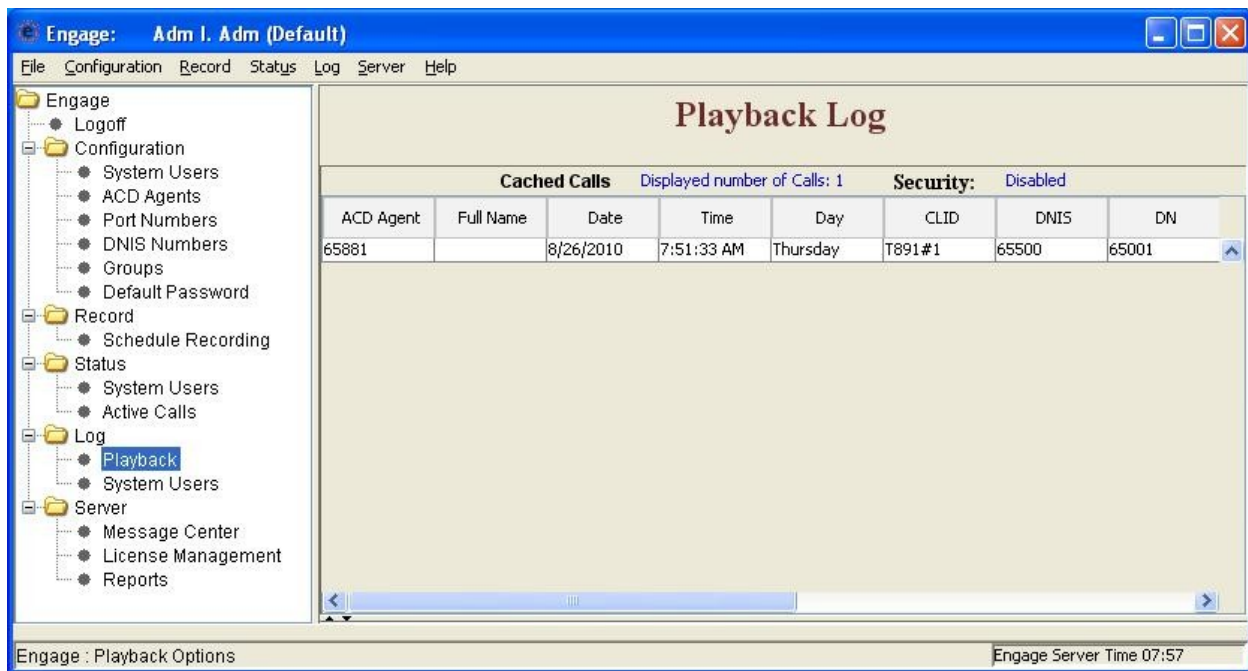 Engage: Adm I. Adm (Default)
File Configuration Record Status Log Server Help
Engage
Logoff
Configuration
System Users
ACD Agents
Port Numbers
DNIS Numbers
Groups
Default Password
Record
Schedule Recording
Status
System Users
Active Calls
Log
Playback
System Users
Server
Message Center
License Management
Reports
Playback Log
Cached Calls Displayed number of Calls: 1 Security: Disabled
ACD Agent Full Name Date Time Day CLID DNIS DN
65881 8/26/2010 7:51:33 AM Thursday T891#1 65500 65001
Engage : Playback Options
Engage Server Time 07:57